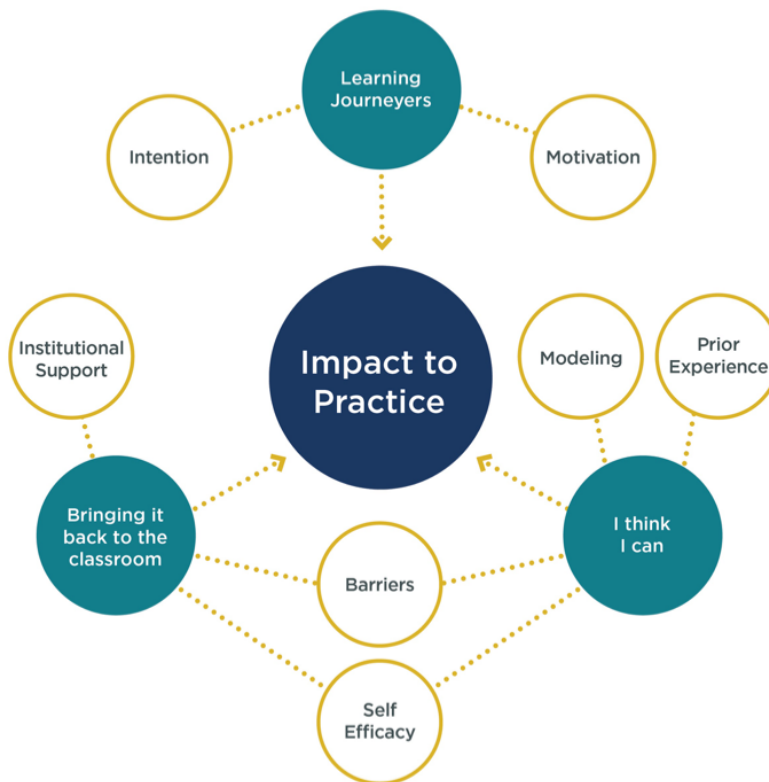 Learning
Journeyers
Intention
Motivation
Institutional
Support
Impact to
Practice
Modeling
Prior
Experience
Bringing it
back to the
classroom
I think
I can
Barriers
Self
Efficacy